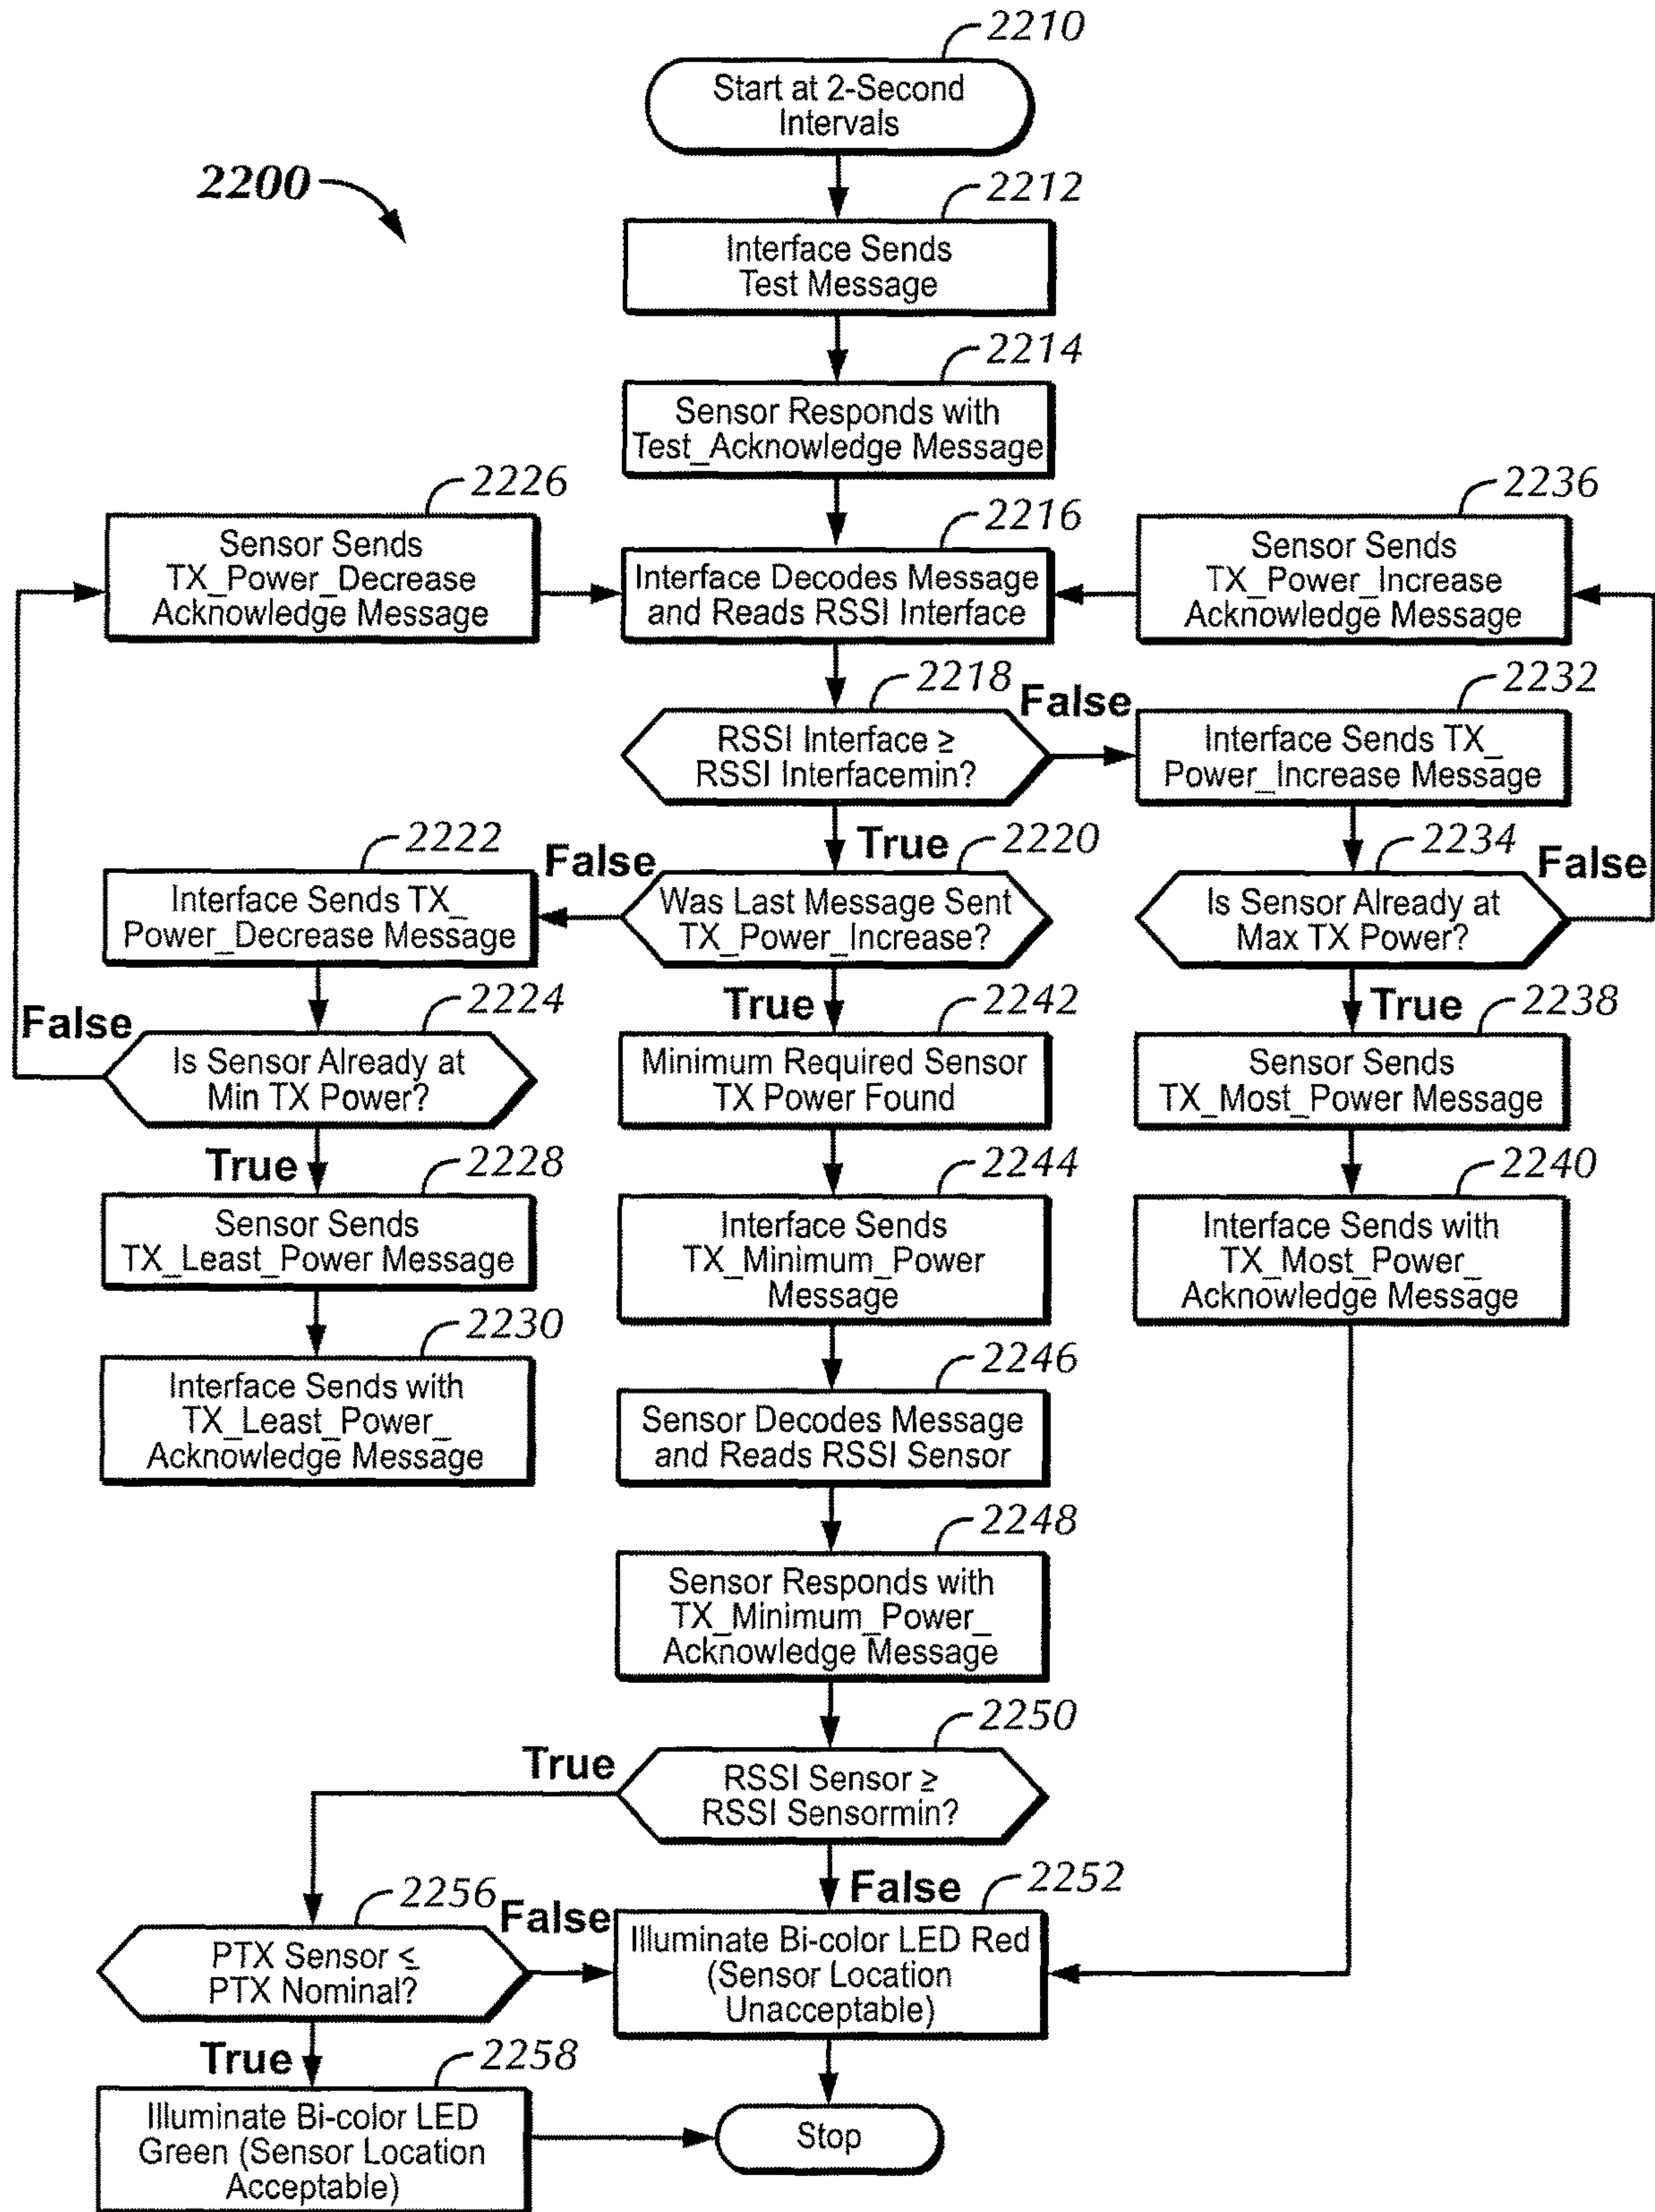 2210
Start at 2-Second
Intervals
2200
2212
Interface Sends
Test Message
2214
Sensor Responds with
Test_Acknowledge Message
2226
Sensor Sends
TX_Power_Decrease
Acknowledge Message
2216
Interface Decodes Message
and Reads RSSI Interface
2236
Sensor Sends
TX_Power_Increase
Acknowledge Message
2218
RSSI Interface ≥
RSSI Interfacemin?
False
2232
Interface Sends TX_
Power_Increase Message
True
2222
Interface Sends TX_
Power_Decrease Message
False
2220
Was Last Message Sent
TX_Power_Increase?
2234
Is Sensor Already at
Max TX Power?
False
2224
Is Sensor Already at
Min TX Power?
False
True
2242
Minimum Required Sensor
TX Power Found
True
2238
Sensor Sends
TX_Most_Power Message
True
2228
Sensor Sends
TX_Least_Power Message
2244
Interface Sends
TX_Minimum_Power
Message
2240
Interface Sends with
TX_Most_Power_
Acknowledge Message
2230
Interface Sends with
TX_Least_Power_
Acknowledge Message
2246
Sensor Decodes Message
and Reads RSSI Sensor
2248
Sensor Responds with
TX_Minimum_Power_
Acknowledge Message
2250
RSSI Sensor ≥
RSSI Sensormin?
True
False
2256
PTX Sensor ≤
PTX Nominal?
False
2252
Illuminate Bi-color LED Red
(Sensor Location
Unacceptable)
True
2258
Illuminate Bi-color LED
Green (Sensor Location
Acceptable)
Stop